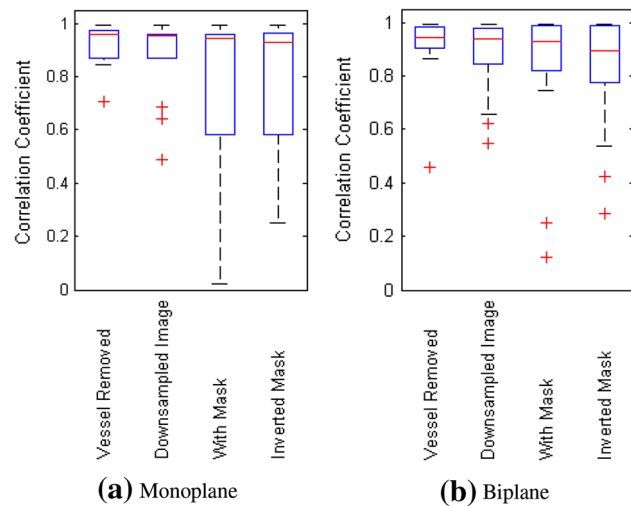 Correlation Coefficient
1
0.8
0.6
0.4
0.2
0
Vessel Removed
Downsampled Image
With Mask
Inverted Mask
(a) Monoplane
Correlation Coefficient
1
0.8
0.6
0.4
0.2
0
Vessel Removed
Downsampled Image
With Mask
Inverted Mask
(b) Biplane